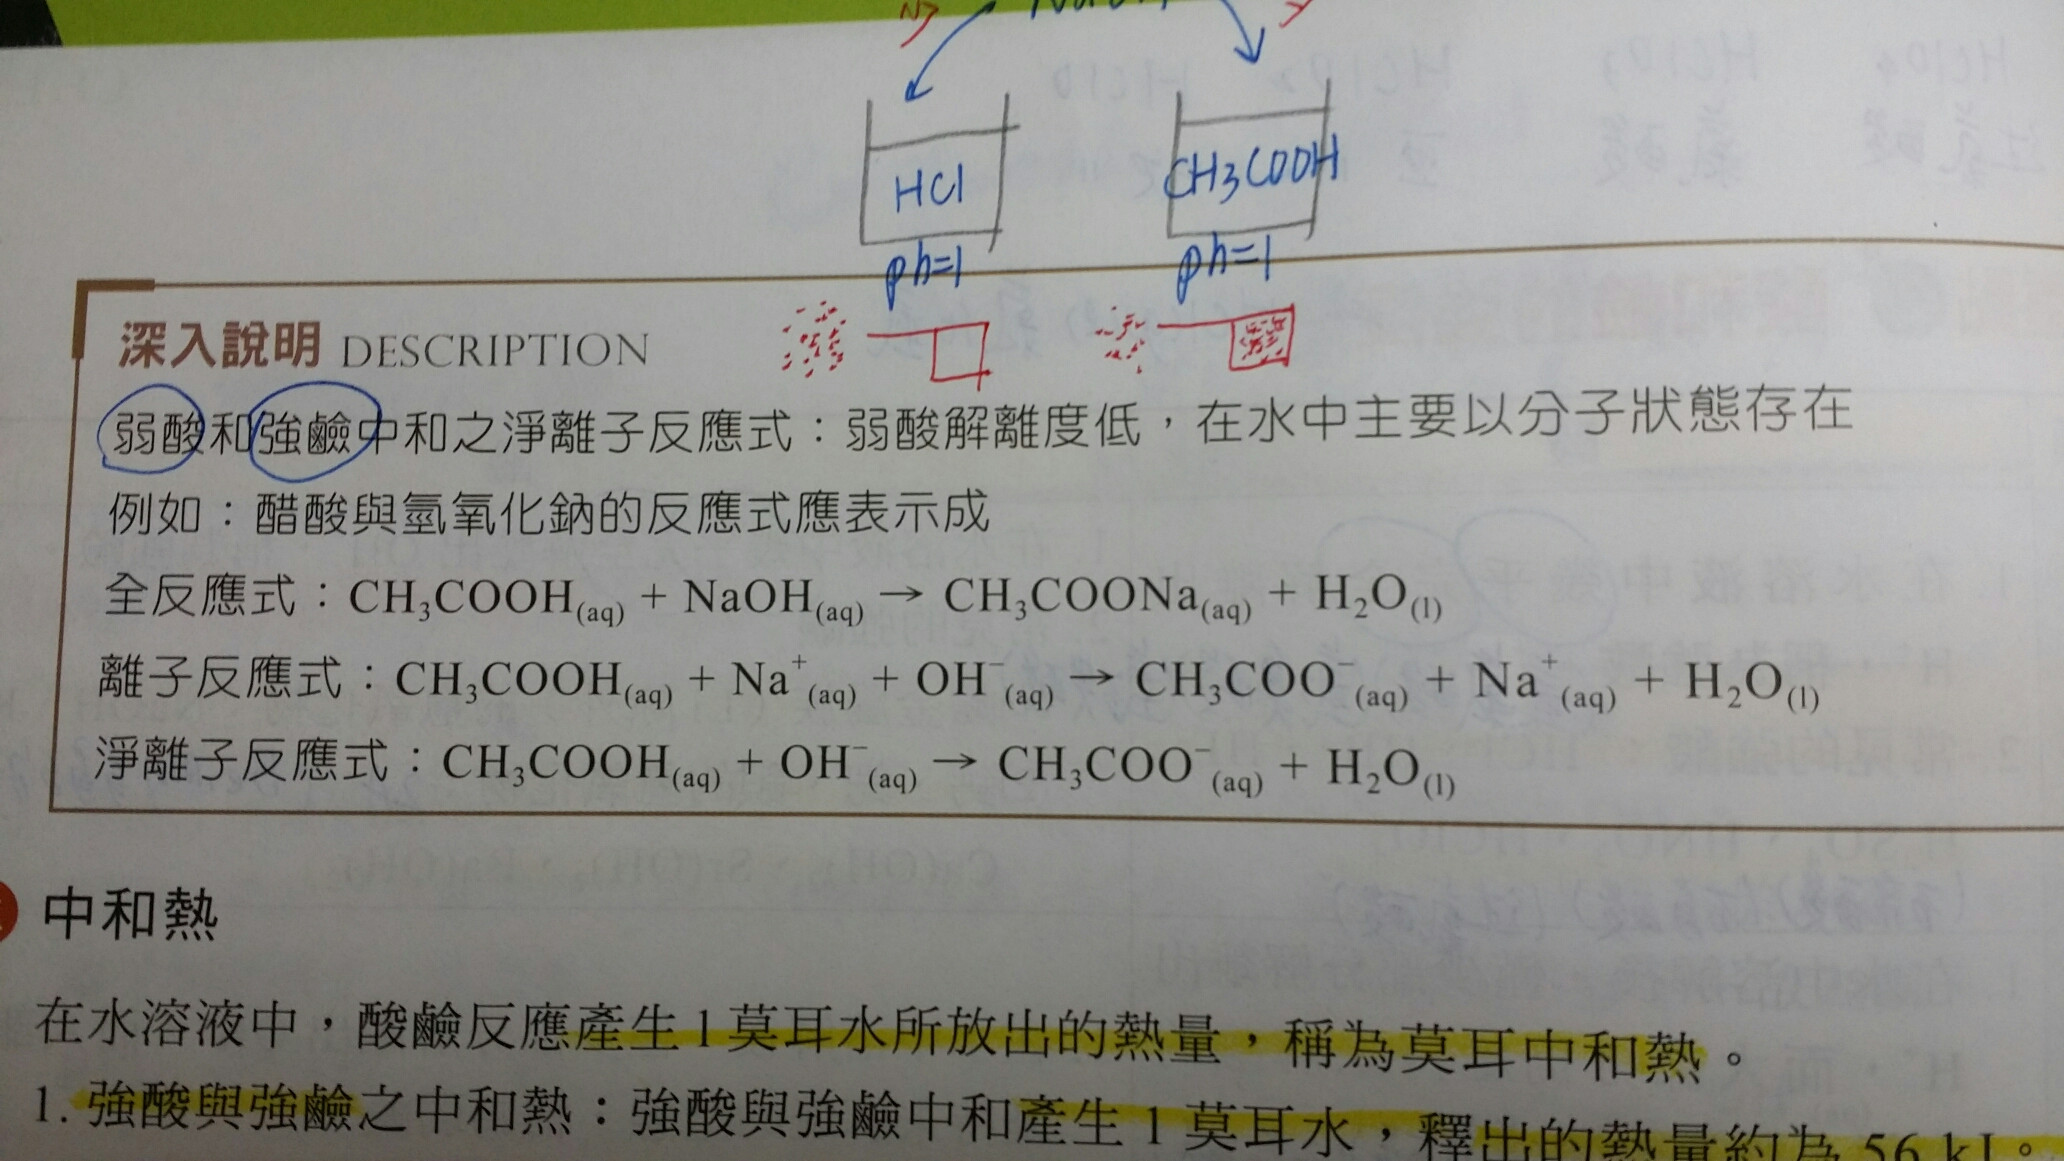 HCl
CH3COOH
ph=1
ph=1
深入說明 DESCRIPTION
弱酸和強鹼中和之淨離子反應式：弱酸解離度低，在水中主要以分子狀態存在
例如：醋酸與氫氧化鈉的反應式應表示成
全反應式：CH₃COOH(aq) + NaOH(aq) → CH₃COONa(aq) + H₂O(l)
離子反應式：CH₃COOH(aq) + Na⁺(aq) + OH⁻(aq) → CH₃COO⁻(aq) + Na⁺(aq) + H₂O(l)
淨離子反應式：CH₃COOH(aq) + OH⁻(aq) → CH₃COO⁻(aq) + H₂O(l)
中和熱
在水溶液中，酸鹼反應產生1莫耳水所放出的熱量，稱為莫耳中和熱。
1. 強酸與強鹼之中和熱：強酸與強鹼中和產生1莫耳水，釋出的熱量約為 56 kJ。